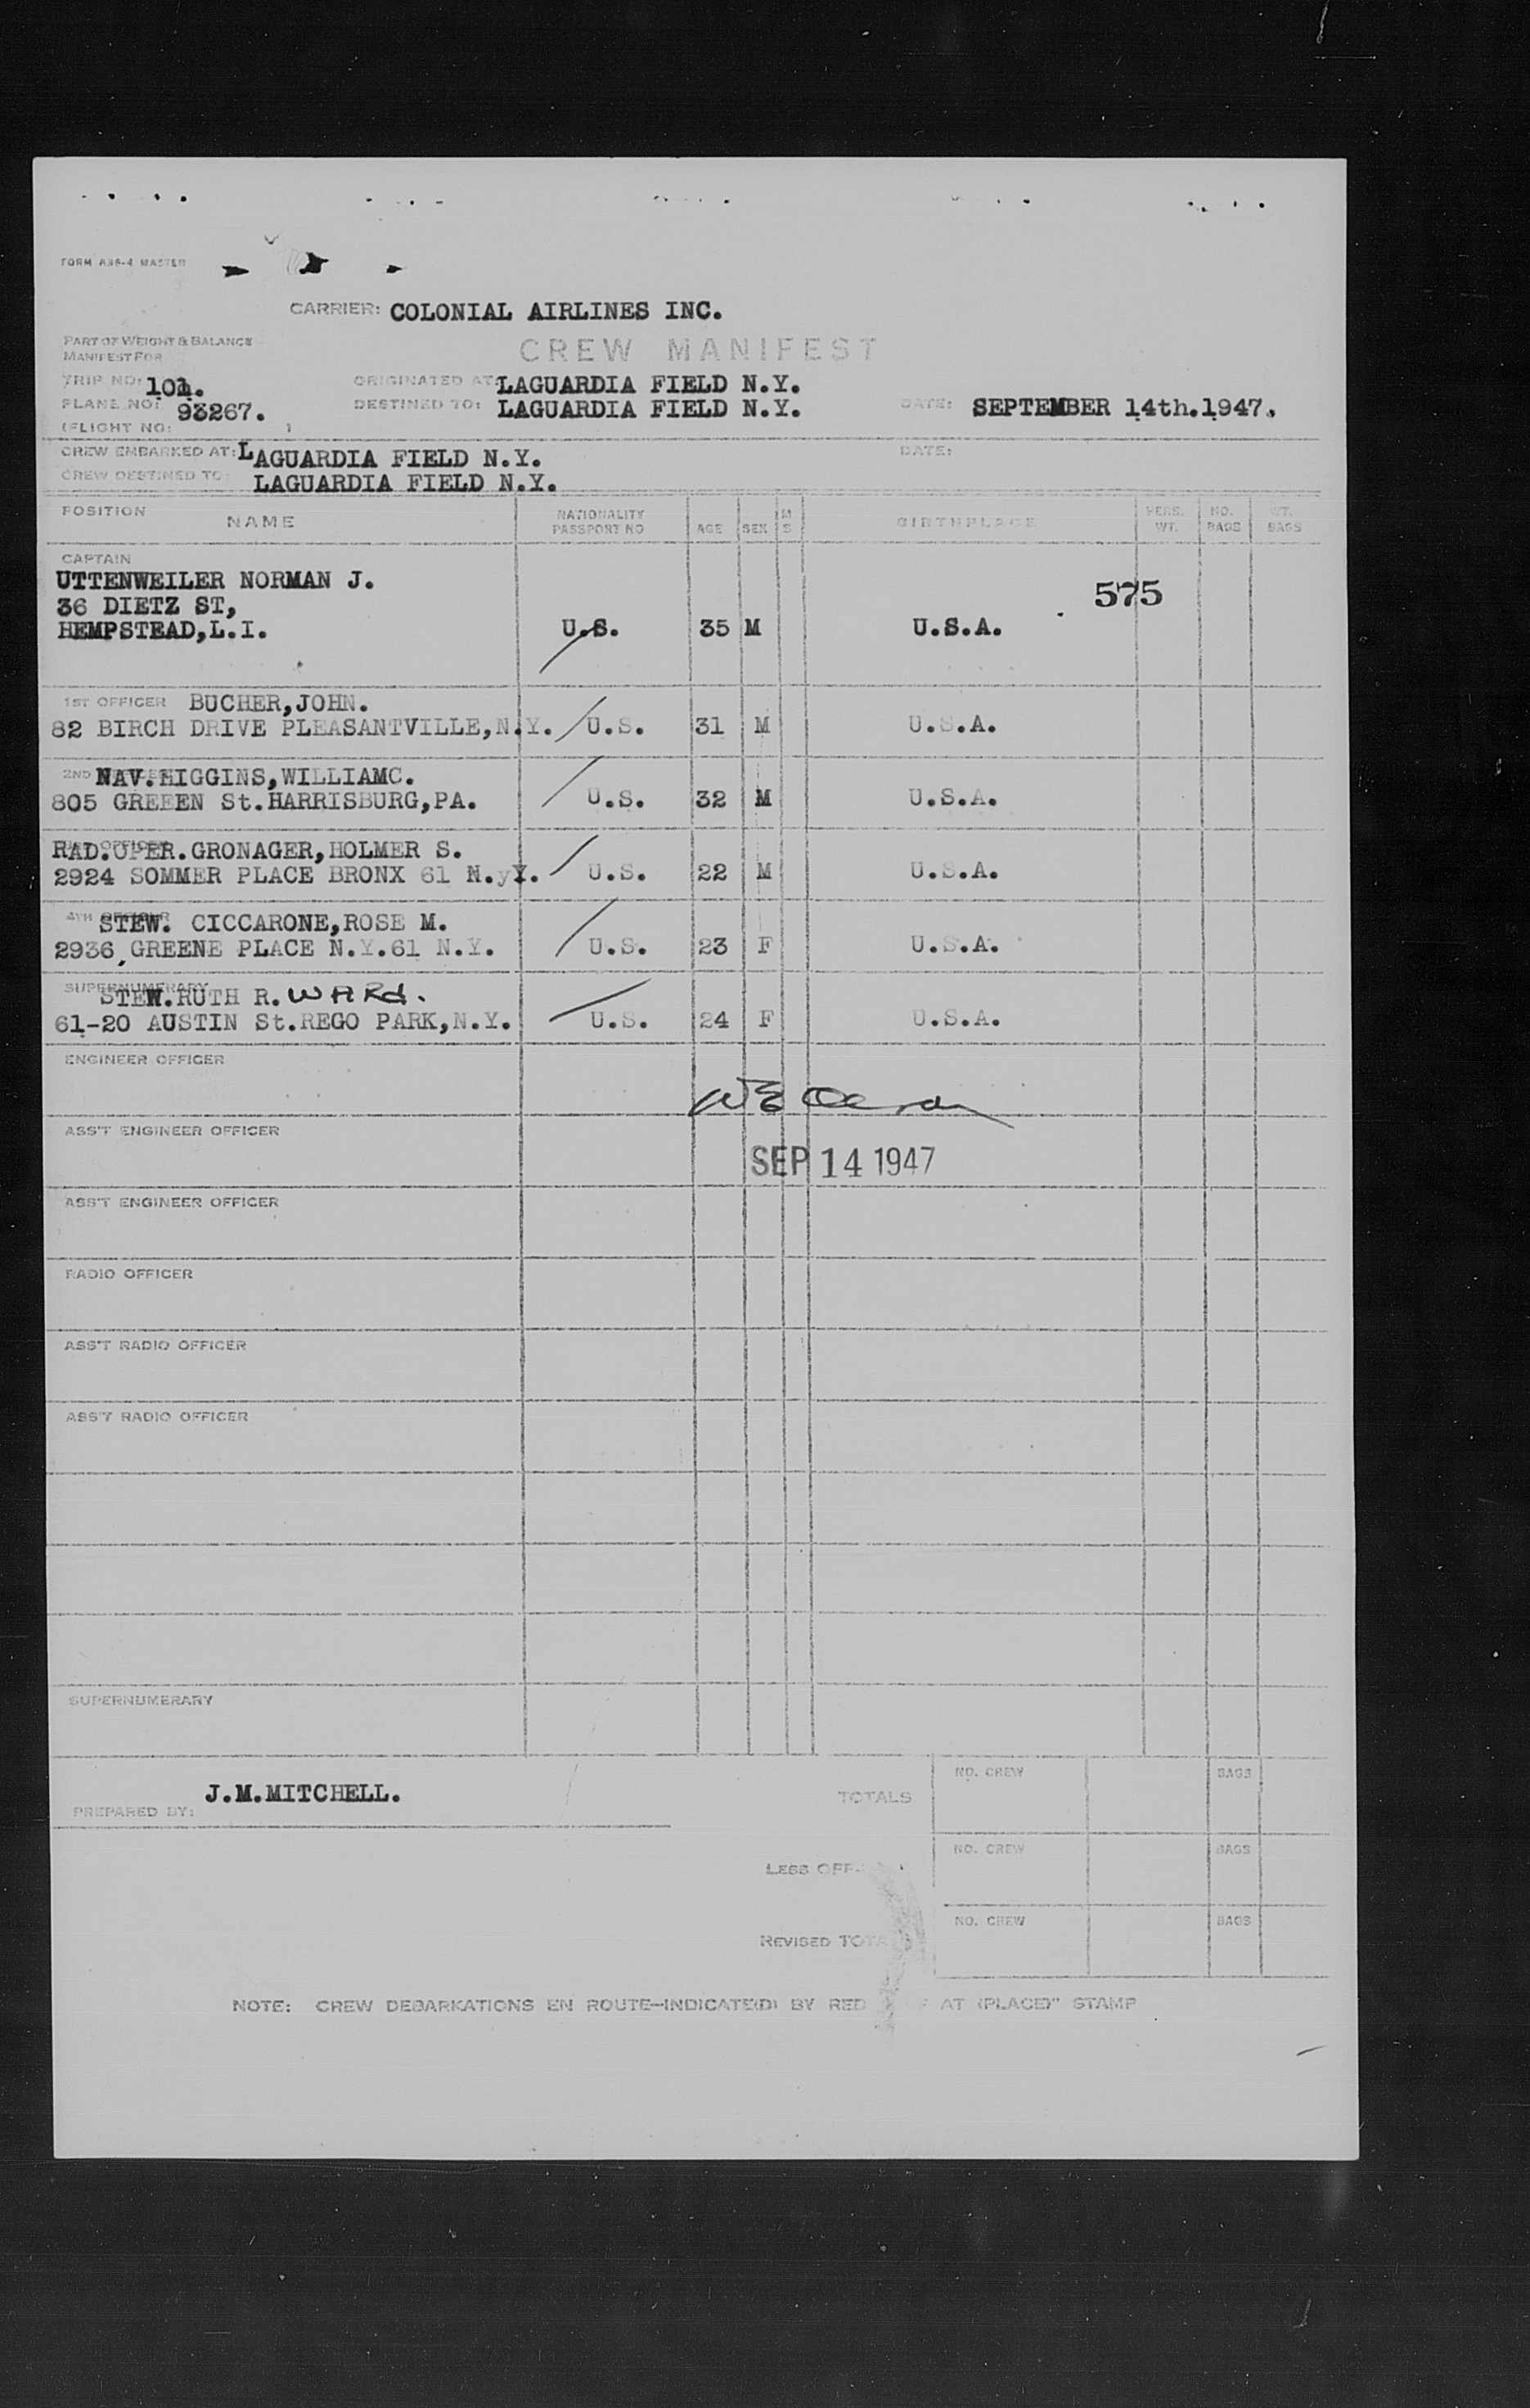 FORM A36-4 MASTER
CARRIER: COLONIAL AIRLINES INC.
PART OF WEIGHT & BALANCE
MANIFEST FOR
CREW MANIFEST
TRIP NO: 101.
ORIGINATED AT: LAGUARDIA FIELD N.Y.
PLANE NO: 93267.
DESTINED TO: LAGUARDIA FIELD N.Y.
DATE: SEPTEMBER 14th.1947.
(FLIGHT NO: )
CREW EMBARKED AT: LAGUARDIA FIELD N.Y.
DATE:
CREW DESTINED TO: LAGUARDIA FIELD N.Y.
POSITION NAME NATIONALITY PASSPORT NO AGE SEX M S BIRTHPLACE PERS. WT. NO. BAGS WT. BAGS
CAPTAIN
UTTENWEILER NORMAN J.
36 DIETZ ST,
575
HEMPSTEAD,L.I. U.S. 35 M U.S.A.
1ST OFFICER BUCHER,JOHN.
82 BIRCH DRIVE PLEASANTVILLE,N.Y. U.S. 31 M U.S.A.
2ND NAV.HIGGINS,WILLIAMC.
805 GREEEN St.HARRISBURG,PA. U.S. 32 M U.S.A.
RAD.OPER.GRONAGER,HOLMER S.
2924 SOMMER PLACE BRONX 61 N.yY. U.S. 22 M U.S.A.
4TH OFFICER STEW. CICCARONE,ROSE M.
2936 GREENE PLACE N.Y.61 N.Y. U.S. 23 F U.S.A.
SUPERNUMERARY STEW.RUTH R. WARd.
61-20 AUSTIN St.REGO PARK,N.Y. U.S. 24 F U.S.A.
ENGINEER OFFICER
ASS'T ENGINEER OFFICER
SEP 14 1947
ASS'T ENGINEER OFFICER
RADIO OFFICER
ASS'T RADIO OFFICER
ASS'T RADIO OFFICER
SUPERNUMERARY
PREPARED BY: J.M.MITCHELL.
TOTALS NO. CREW BAGS
LESS OFF- NO. CREW BAGS
REVISED TOTA NO. CREW BAGS
NOTE: CREW DEBARKATIONS EN ROUTE-INDICATE(D) BY RED AT (PLACE)" STAMP